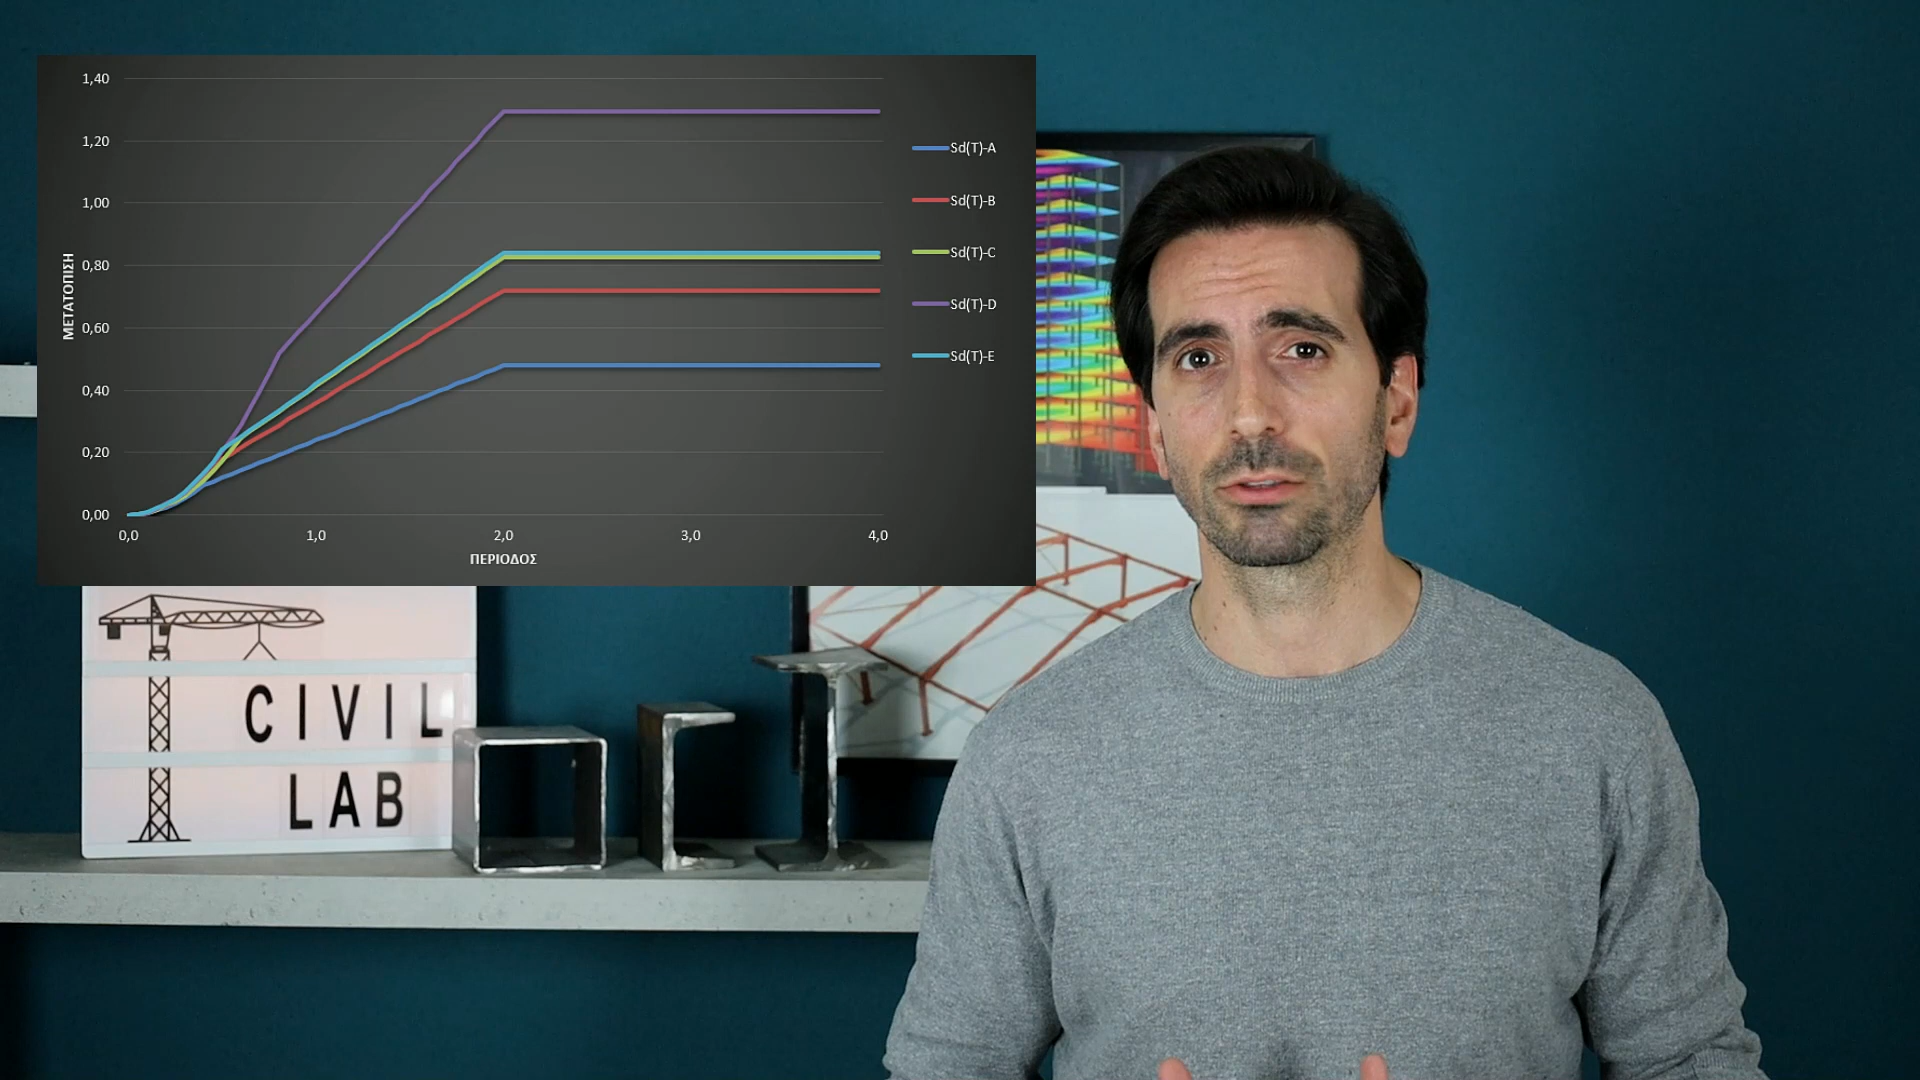 1,40
1,20
1,00
0,80
0,60
0,40
0,20
0,00
ΜΕΤΑΤΟΠΙΣΗ
0,0 1,0 2,0 3,0 4,0
ΠΕΡΙΟΔΟΣ
Sd(T)-A
Sd(T)-B
Sd(T)-C
Sd(T)-D
Sd(T)-E
CIVIL
LAB